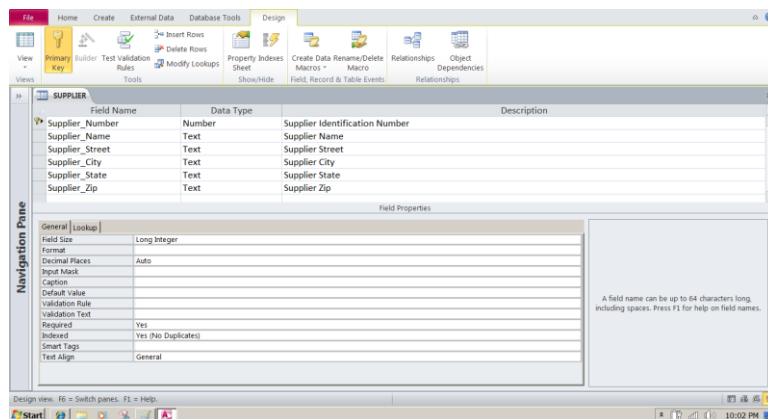 File Home Create External Data Database Tools Design
View
Primary Key
Builder
Test Validation Rules
Insert Rows
Delete Rows
Modify Lookups
Property Sheet
Indexes
Create Data Macros
Rename/Delete Macro
Relationships
Object Dependencies
Views Tools Show/Hide Field, Record & Table Events Relationships
SUPPLIER
Field Name Data Type Description
Supplier_Number Number Supplier Identification Number
Supplier_Name Text Supplier Name
Supplier_Street Text Supplier Street
Supplier_City Text Supplier City
Supplier_State Text Supplier State
Supplier_Zip Text Supplier Zip
Field Properties
Navigation Pane
General Lookup
Field Size Long Integer
Format
Decimal Places Auto
Input Mask
Caption
Default Value
Validation Rule
Validation Text
Required Yes
Indexed Yes (No Duplicates)
Smart Tags
Text Align General
A field name can be up to 64 characters long,
including spaces. Press F1 for help on field names.
Design view. F6 = Switch panes. F1 = Help.
Start 10:02 PM